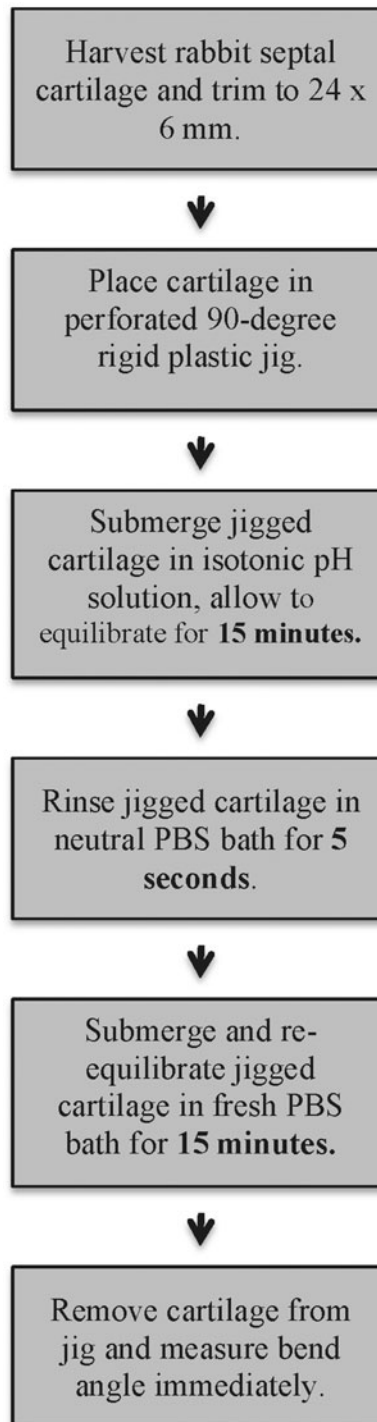 Harvest rabbit septal
cartilage and trim to 24 x
6 mm.
Place cartilage in
perforated 90-degree
rigid plastic jig.
Submerge jigged
cartilage in isotonic pH
solution, allow to
equilibrate for 15 minutes.
Rinse jigged cartilage in
neutral PBS bath for 5
seconds.
Submerge and re-
equilibrate jigged
cartilage in fresh PBS
bath for 15 minutes.
Remove cartilage from
jig and measure bend
angle immediately.